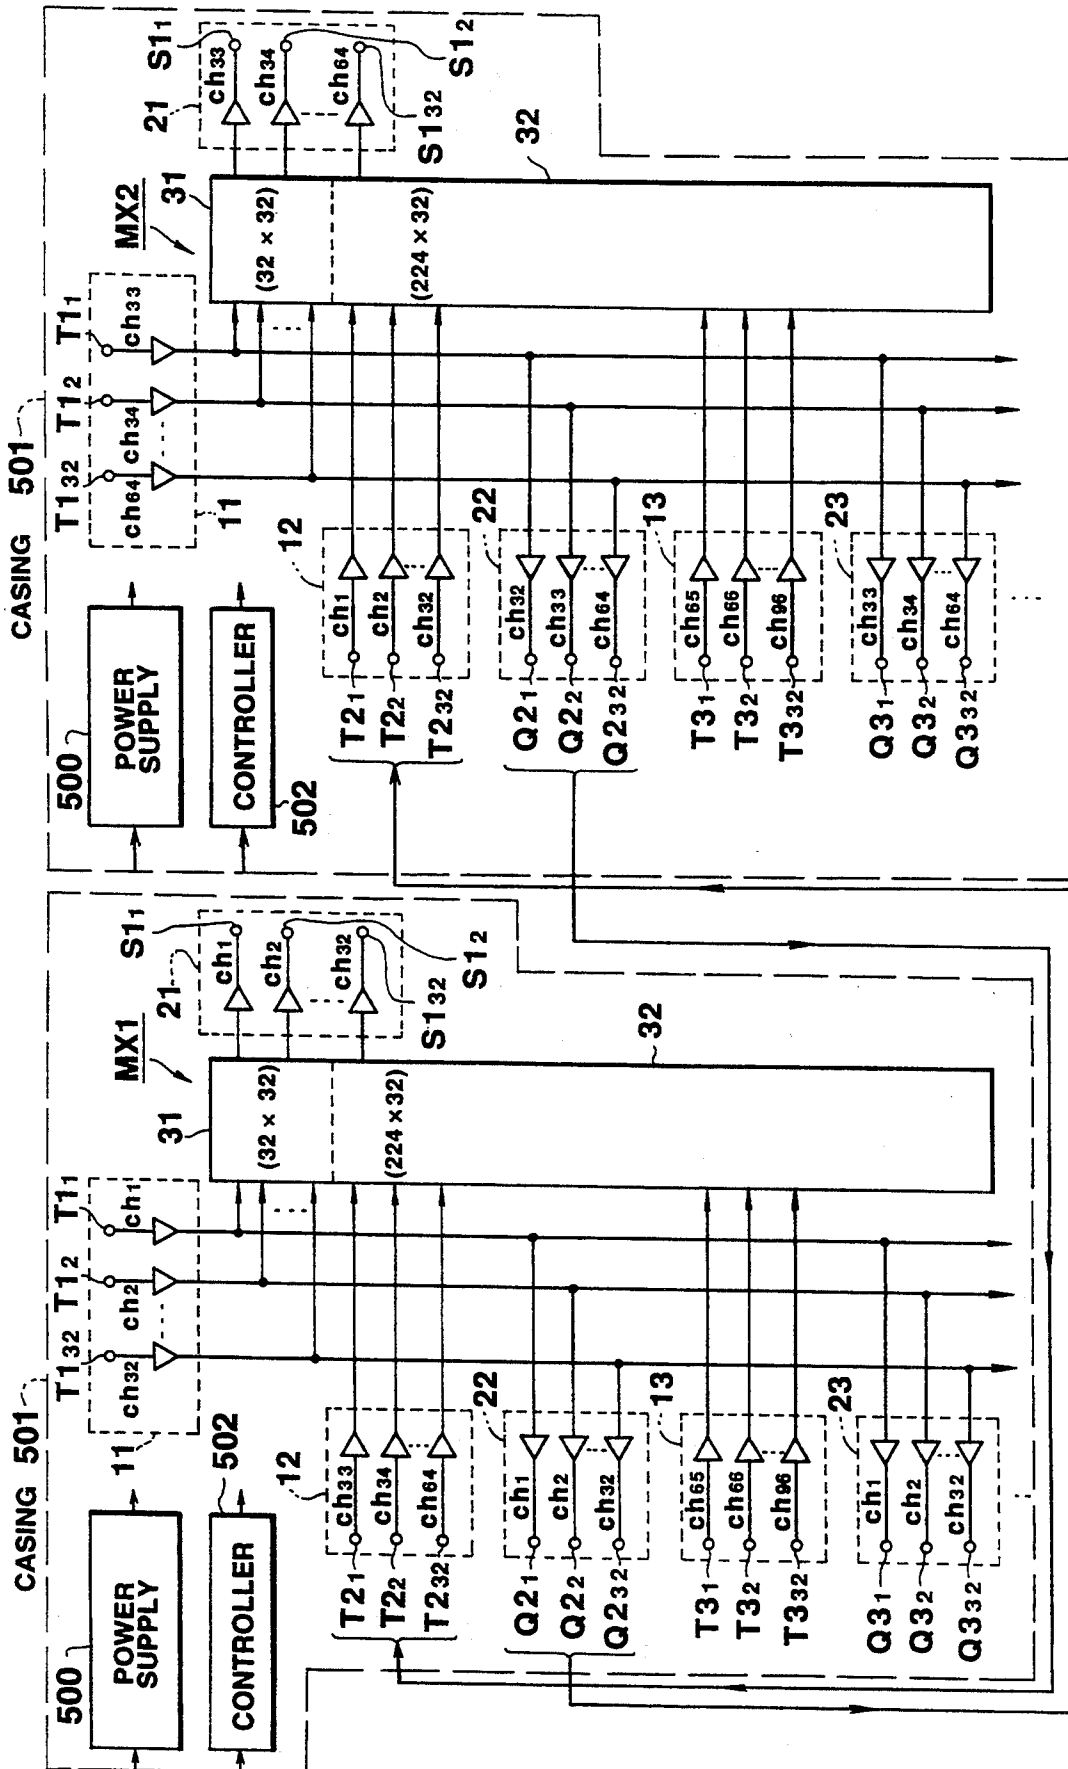 CASING 501
500
POWER
SUPPLY
CONTROLLER
502
11
T1₁
T1₂
T1₃₂
ch₁
ch₂
ch₃₂
MX1
31
(32 × 32)
(224 × 32)
32
21
ch₁
ch₂
ch₃₂
S1₁
S1₂
S1₃₂
12
ch₃₃
ch₃₄
ch₆₄
T2₁
T2₂
T2₃₂
22
ch₁
ch₂
ch₃₂
Q2₁
Q2₂
Q2₃₂
13
ch₆₅
ch₆₆
ch₉₆
T3₁
T3₂
T3₃₂
23
ch₁
ch₂
ch₃₂
Q3₁
Q3₂
Q3₃₂
CASING 501
500
POWER
SUPPLY
CONTROLLER
502
11
T1₁
T1₂
T1₃₂
ch₃₃
ch₃₄
ch₆₄
MX2
31
(32 × 32)
(224 × 32)
32
21
ch₃₃
ch₃₄
ch₆₄
S1₁
S1₂
S1₃₂
12
ch₁
ch₂
ch₃₂
T2₁
T2₂
T2₃₂
22
ch₃₂
ch₃₃
ch₆₄
Q2₁
Q2₂
Q2₃₂
13
ch₆₅
ch₆₆
ch₉₆
T3₁
T3₂
T3₃₂
23
ch₃₃
ch₃₄
ch₆₄
Q3₁
Q3₂
Q3₃₂